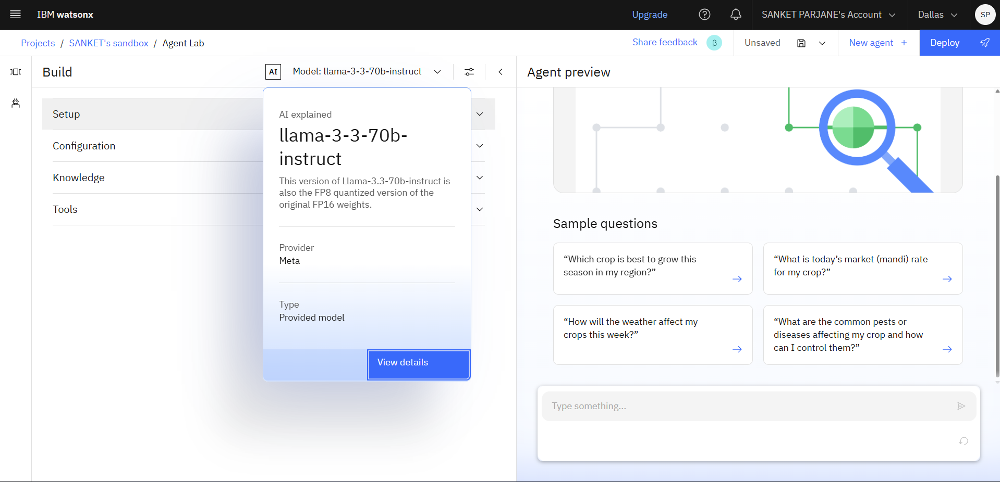 IBM watsonx
Upgrade
SANKET PARJANE's Account
Dallas
SP
Projects / SANKET's sandbox / Agent Lab
Share feedback
β
Unsaved
New agent +
Deploy
Build
AI
Model: llama-3-3-70b-instruct
Agent preview
Setup
Configuration
Knowledge
Tools
AI explained
llama-3-3-70b-
instruct
This version of Llama-3.3-70b-instruct is
also the FP8 quantized version of the
original FP16 weights.
Provider
Meta
Type
Provided model
View details
Sample questions
“Which crop is best to grow this
season in my region?”
“What is today’s market (mandi) rate
for my crop?”
“How will the weather affect my
crops this week?”
“What are the common pests or
diseases affecting my crop and how
can I control them?”
Type something...